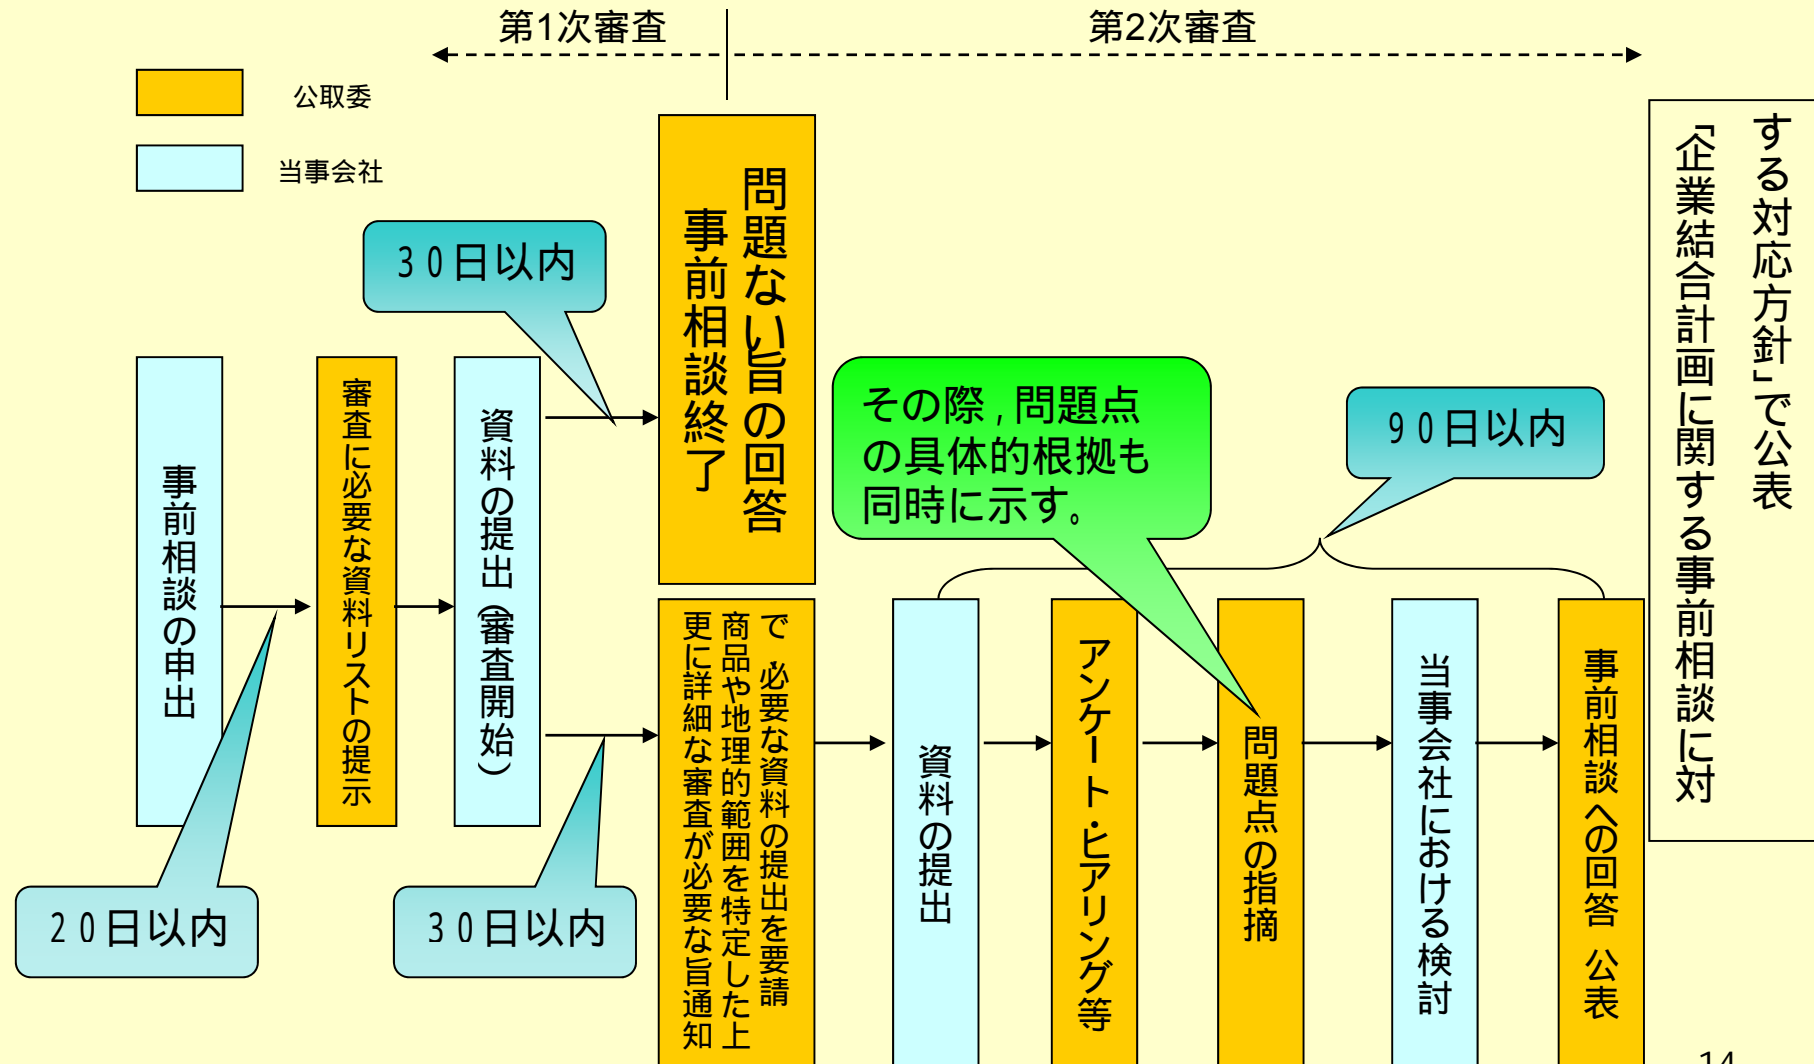 第1次審査
第2次審査
公取委
当事会社
30日以内
事前相談の申出
審査に必要な資料リストの提示
資料の提出（審査開始）
問題ない旨の回答
事前相談終了
20日以内
30日以内
更に詳細な審査が必要な旨通知
商品や地理的範囲を特定した上
で､必要な資料の提出を要請
その際,問題点
の具体的根拠も
同時に示す。
90日以内
資料の提出
アンケート・ヒアリング等
問題点の指摘
当事会社における検討
事前相談への回答 公表
「企業結合計画に関する事前相談に対
する対応方針」で公表
14